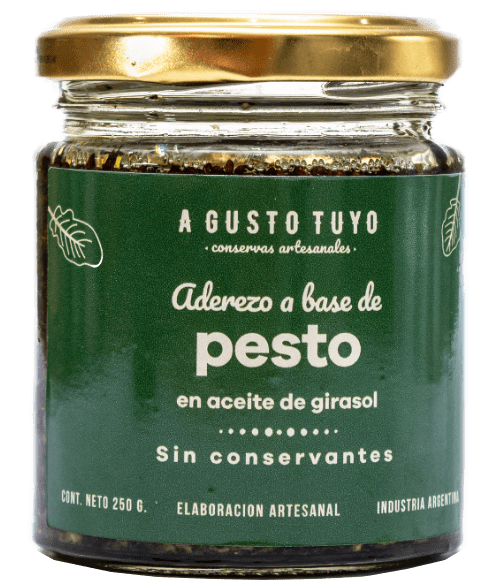 A GUSTO TUYO
· conservas artesanales ·
Aderezo a base de
pesto
en aceite de girasol
Sin conservantes
CONT. NETO 250 G. ELABORACION ARTESANAL INDUSTRIA ARGENTINA